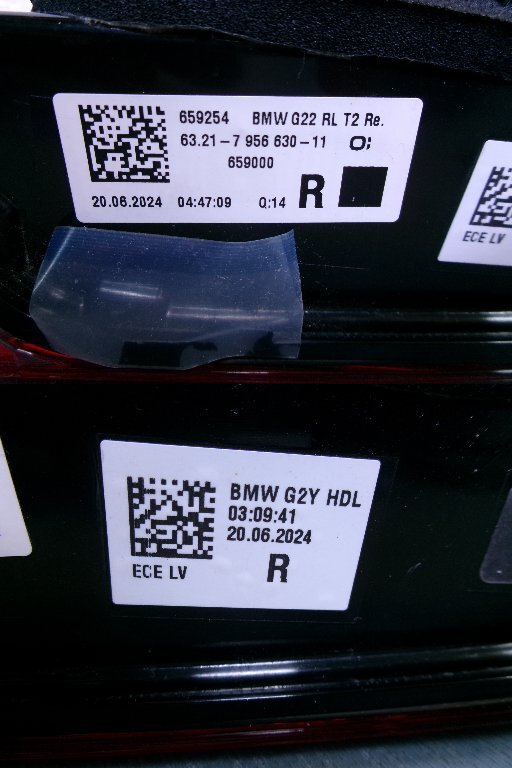 659254 BMW G22 RL T2 Re.
63.21-7 956 630-11 O;
659000
20.06.2024 04:47:09 Q:14 R
ECE LV
BMW G2Y HDL
03:09:41
20.06.2024
ECE LV R